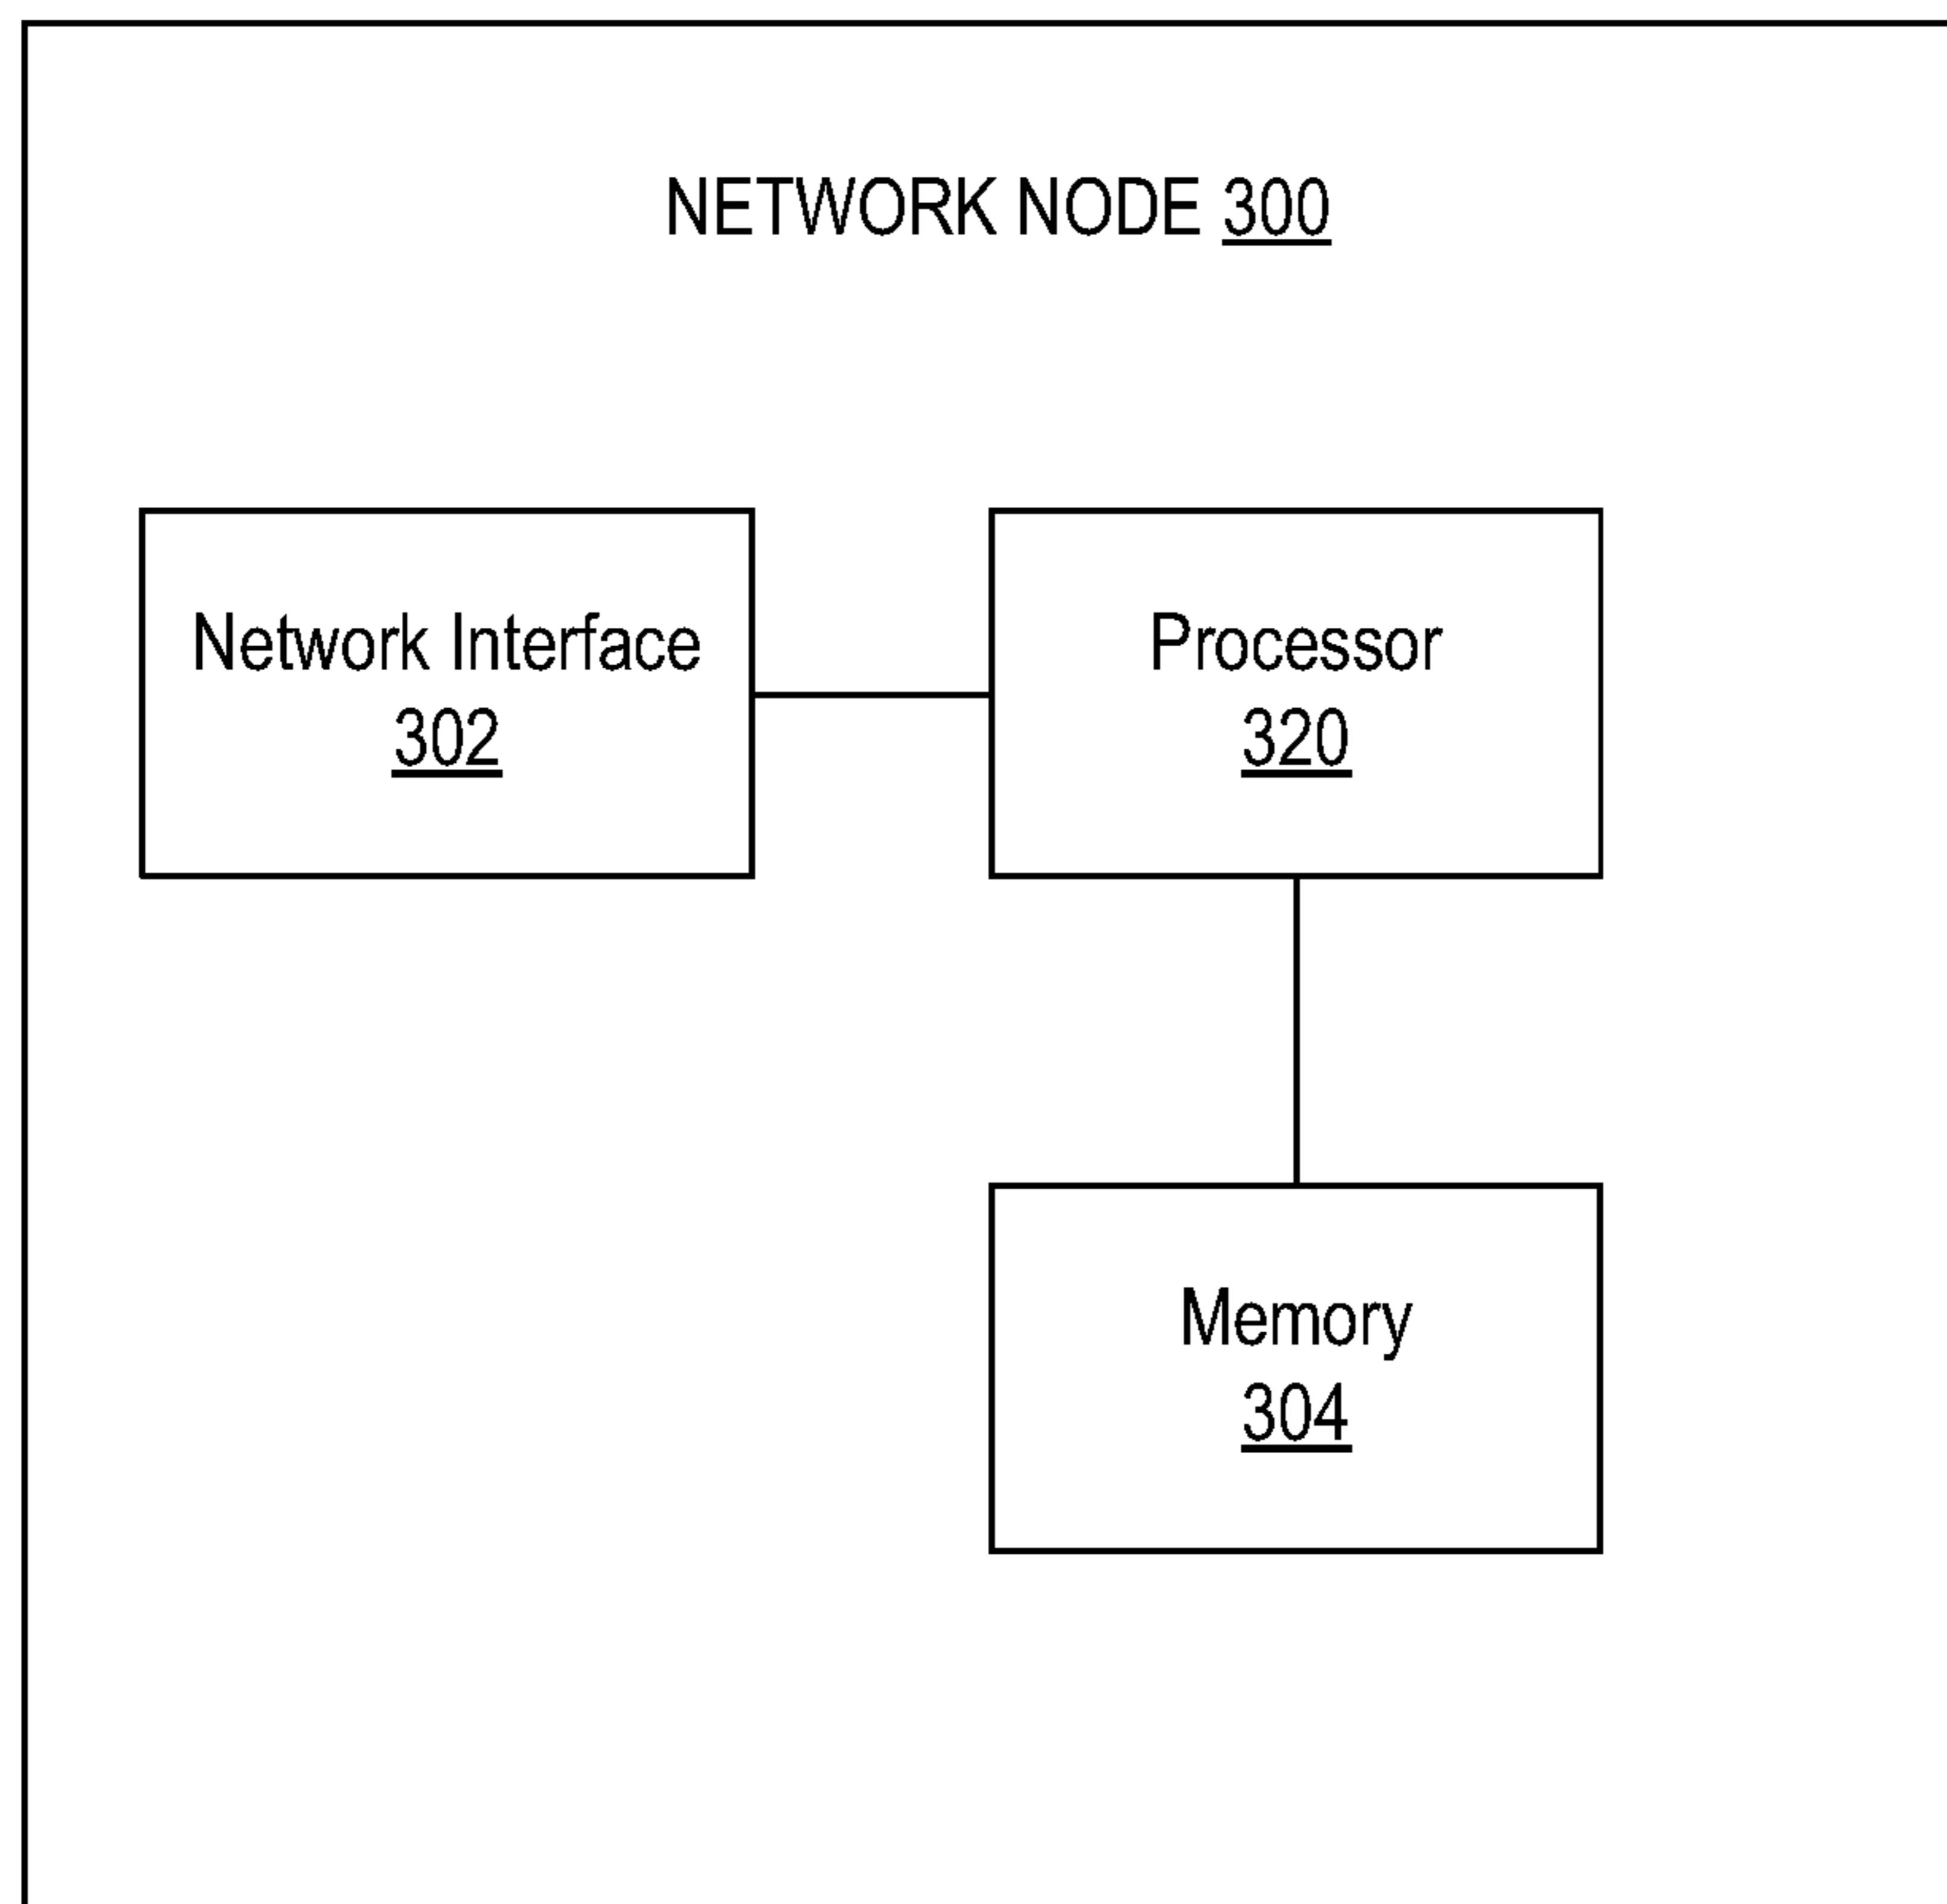 NETWORK NODE 300
Network Interface
302
Processor
320
Memory
304